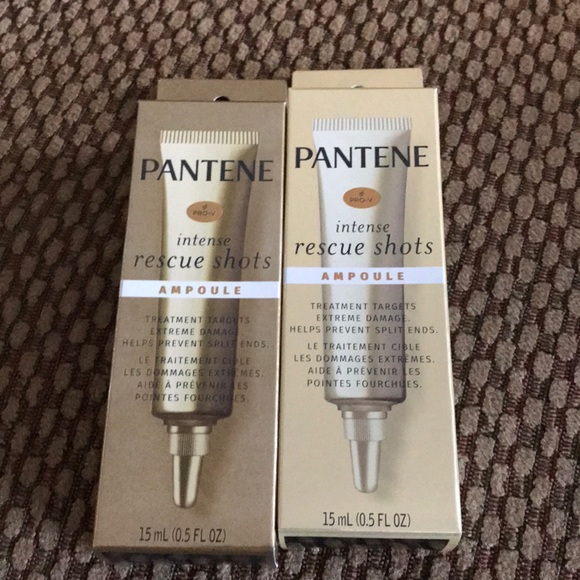 PANTENE
PRO-V
intense
rescue shots
AMPOULE
TREATMENT TARGETS
EXTREME DAMAGE.
HELPS PREVENT SPLIT ENDS.
LE TRAITEMENT CIBLE
LES DOMMAGES EXTRÊMES.
AIDE À PRÉVENIR LES
POINTES FOURCHUES.
15 mL (0.5 FL OZ)
PANTENE
PRO-V
intense
rescue shots
AMPOULE
TREATMENT TARGETS
EXTREME DAMAGE.
HELPS PREVENT SPLIT ENDS.
LE TRAITEMENT CIBLE
LES DOMMAGES EXTRÊMES.
AIDE À PRÉVENIR LES
POINTES FOURCHUES.
15 mL (0.5 FL OZ)